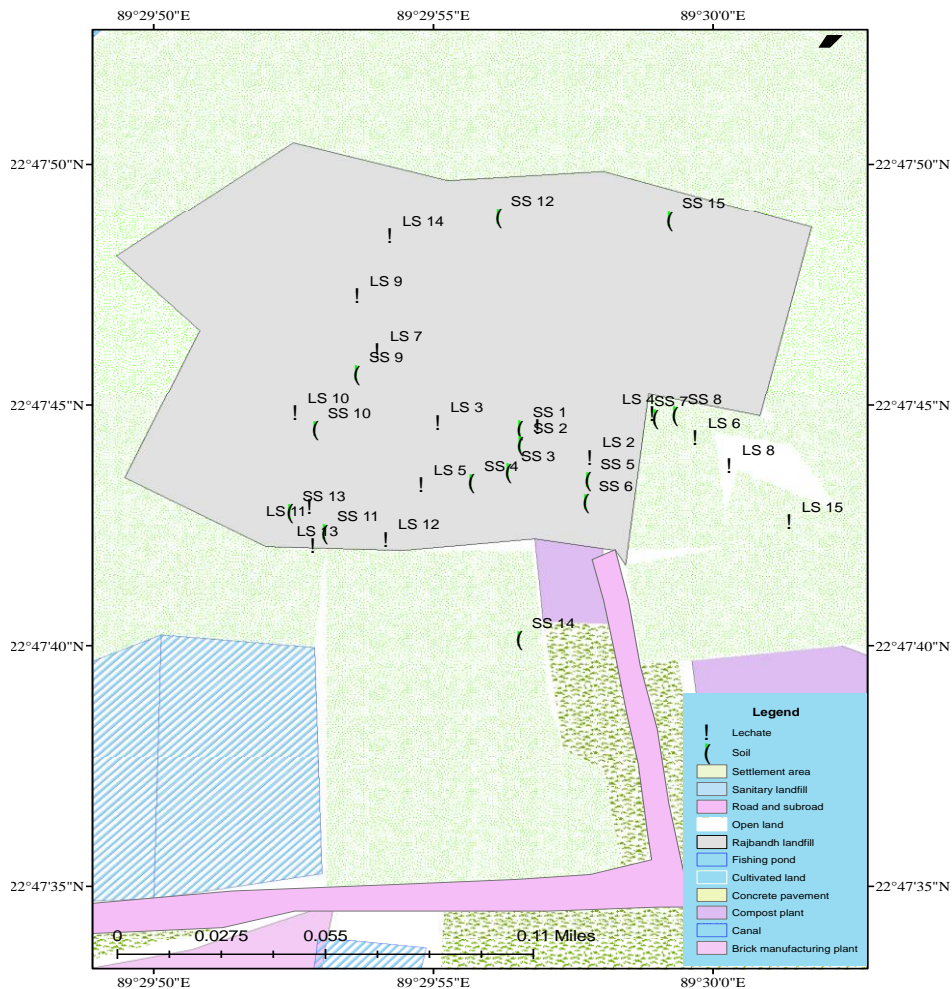 89°29'50"E 89°29'55"E 89°30'0"E
22°47'50"N 22°47'50"N
SS 12 SS 15
LS 14
LS 9
LS 7
SS 9
22°47'45"N 22°47'45"N
LS 10 LS 3 SS 1 LS 4 SS 7 SS 8
SS 10 SS 2 LS 6
SS 3 LS 2 LS 8
LS 5 SS 4 SS 5
SS 6
SS 13
LS 11 SS 11 LS 12 LS 15
LS 13
SS 14
22°47'40"N 22°47'40"N
Legend
! Lechate
( Soil
Settlement area
Sanitary landfill
Road and subroad
Open land
Rajbandh landfill
Fishing pond
Cultivated land
Concrete pavement
Compost plant
Canal
Brick manufacturing plant
22°47'35"N 22°47'35"N
0 0.0275 0.055 0.11 Miles
89°29'50"E 89°29'55"E 89°30'0"E